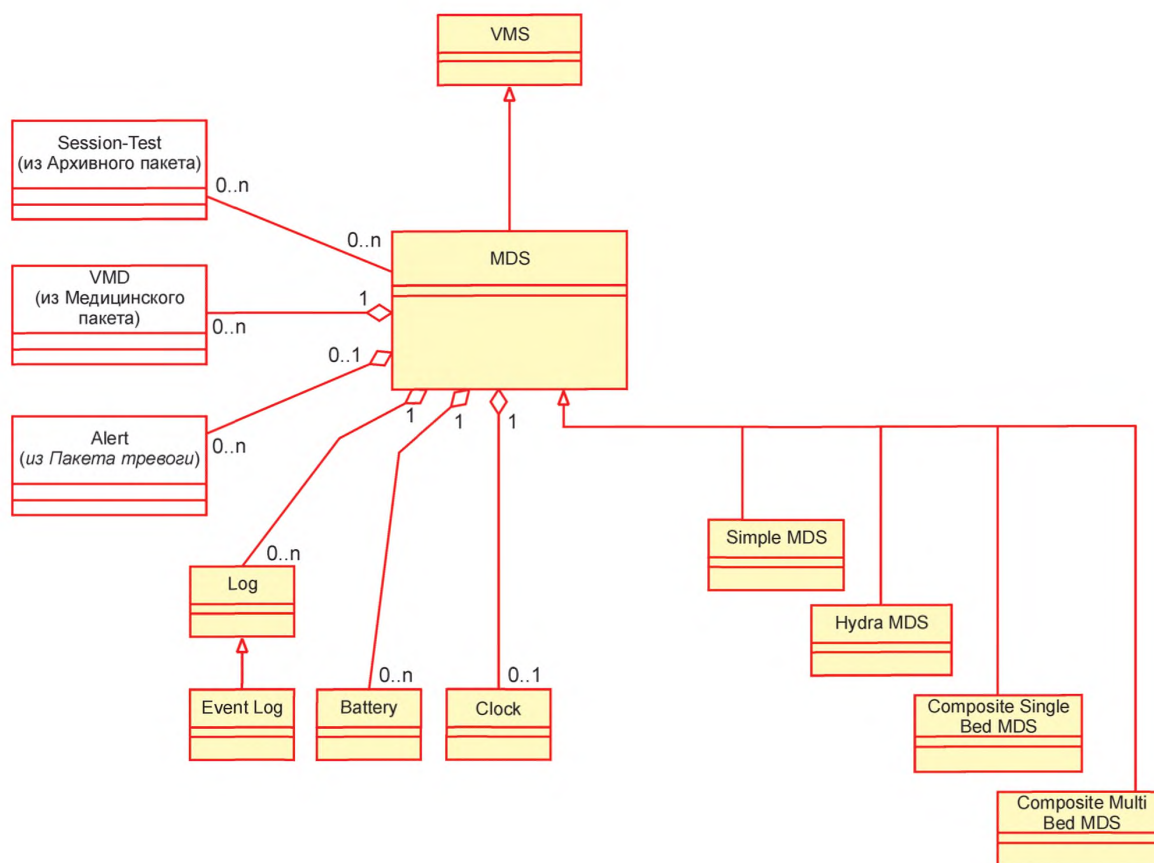 VMS
Session-Test
(из Архивного пакета)
0..n
0..n
MDS
VMD
(из Медицинского
пакета)
1
0..n
0..1
Alert
(из Пакета тревоги)
0..n
1
1
1
Simple MDS
0..n
Log
Hydra MDS
0..n
0..1
Event Log
Battery
Clock
Composite Single
Bed MDS
Composite Multi
Bed MDS